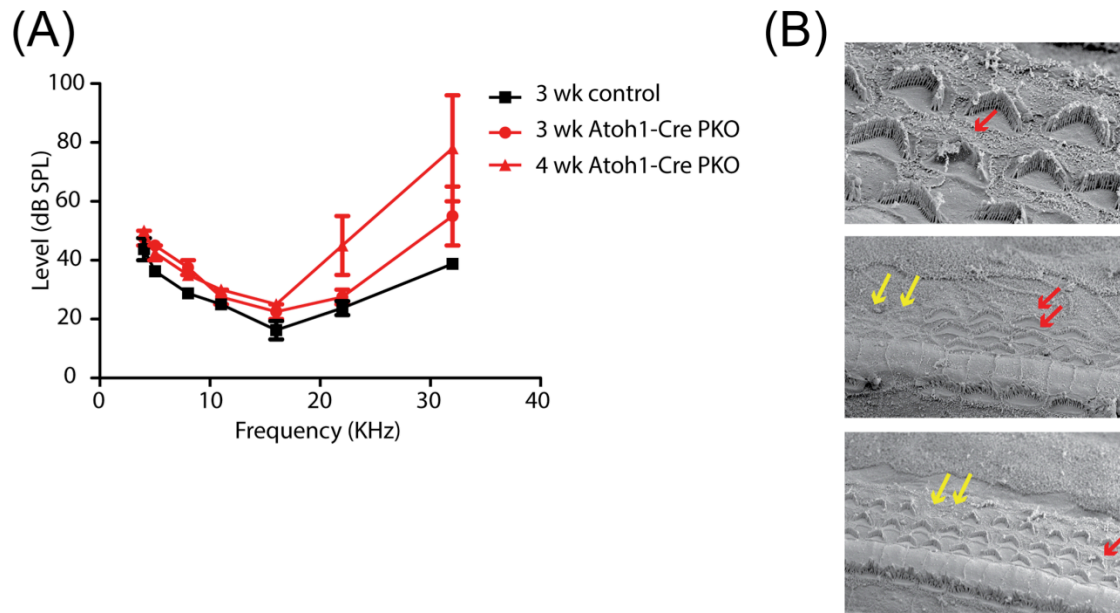 (A)
100
80
60
40
20
0
Level (dB SPL)
0 10 20 30 40
Frequency (KHz)
3 wk control
3 wk Atoh1-Cre PKO
4 wk Atoh1-Cre PKO
(B)